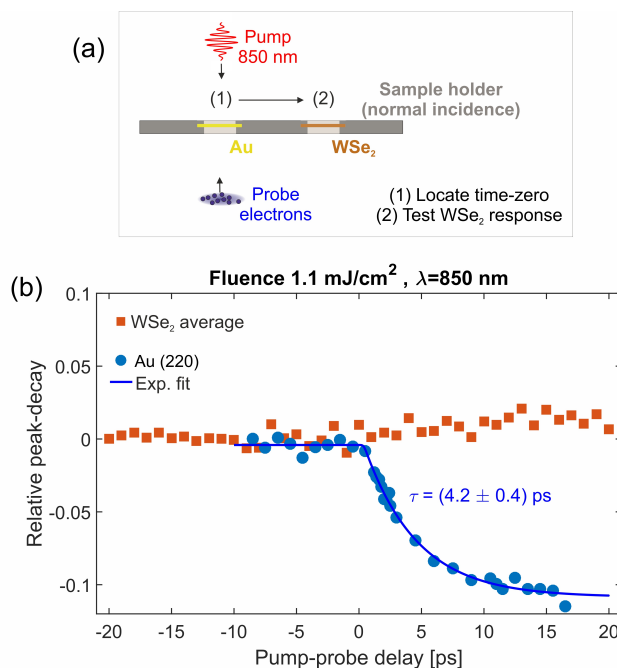 (a)
Pump
850 nm
(1)
(2)
Sample holder
(normal incidence)
Au
WSe₂
Probe
electrons
(1) Locate time-zero
(2) Test WSe₂ response
(b)
Fluence 1.1 mJ/cm² , λ=850 nm
0.1
0.05
0
-0.05
-0.1
Relative peak-decay
WSe₂ average
Au (220)
Exp. fit
τ = (4.2 ± 0.4) ps
-20 -15 -10 -5 0 5 10 15 20
Pump-probe delay [ps]